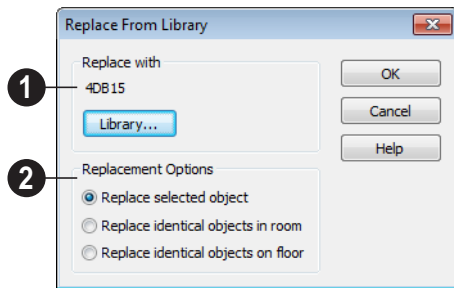 Replace From Library
Replace with
1
4DB15
Library...
OK
Cancel
Help
2
Replacement Options
Replace selected object
Replace identical objects in room
Replace identical objects on floor